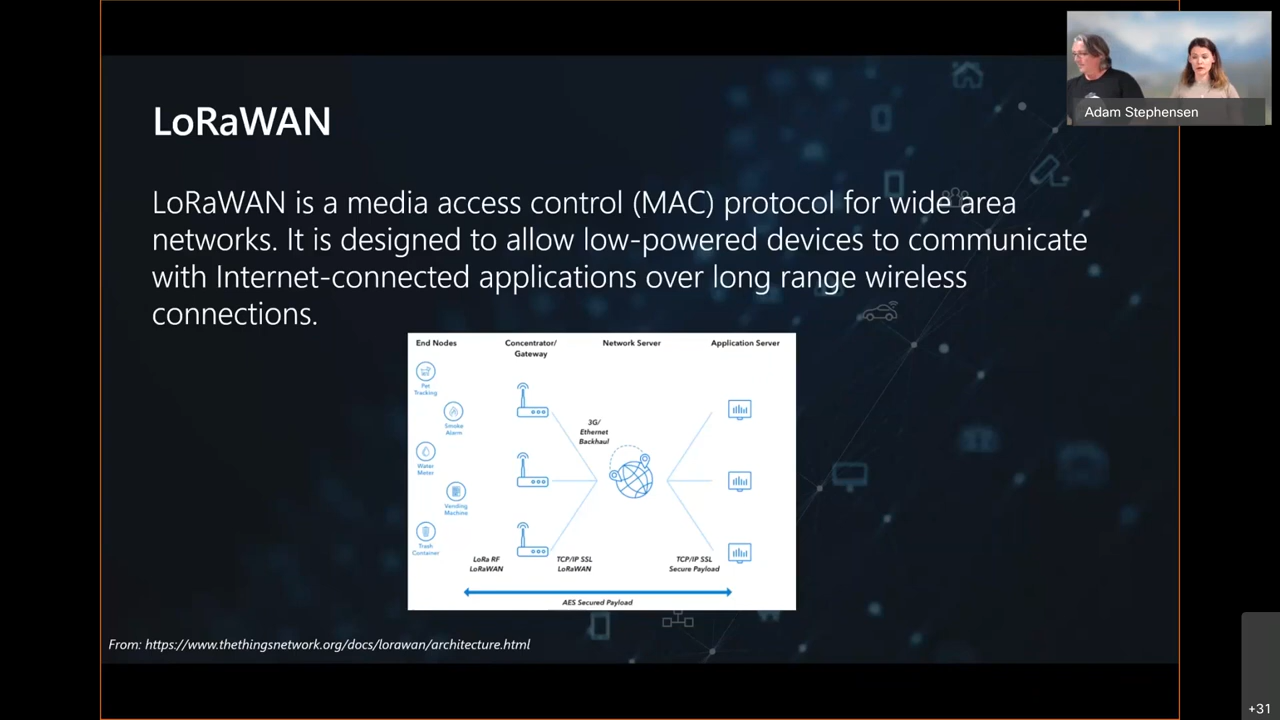 LoRaWAN
LoRaWAN is a media access control (MAC) protocol for wide area
networks. It is designed to allow low-powered devices to communicate
with Internet-connected applications over long range wireless
connections.
End Nodes
Concentrator/
Gateway
Network Server
Application Server
Pet
Tracking
Smoke
Alarm
Water
Meter
Vending
Machine
Trash
Container
3G/
Ethernet
Backhaul
LoRa RF
LoRaWAN
TCP/IP SSL
LoRaWAN
TCP/IP SSL
Secure Payload
AES Secured Payload
From: https://www.thethingsnetwork.org/docs/lorawan/architecture.html
Adam Stephensen
+31